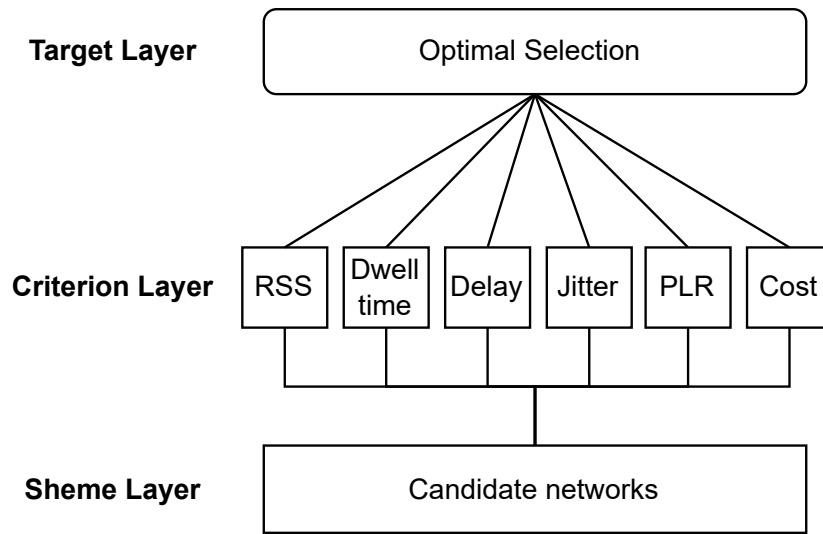 Target Layer
Optimal Selection
Criterion Layer
RSS
Dwell
time
Delay
Jitter
PLR
Cost
Sheme Layer
Candidate networks